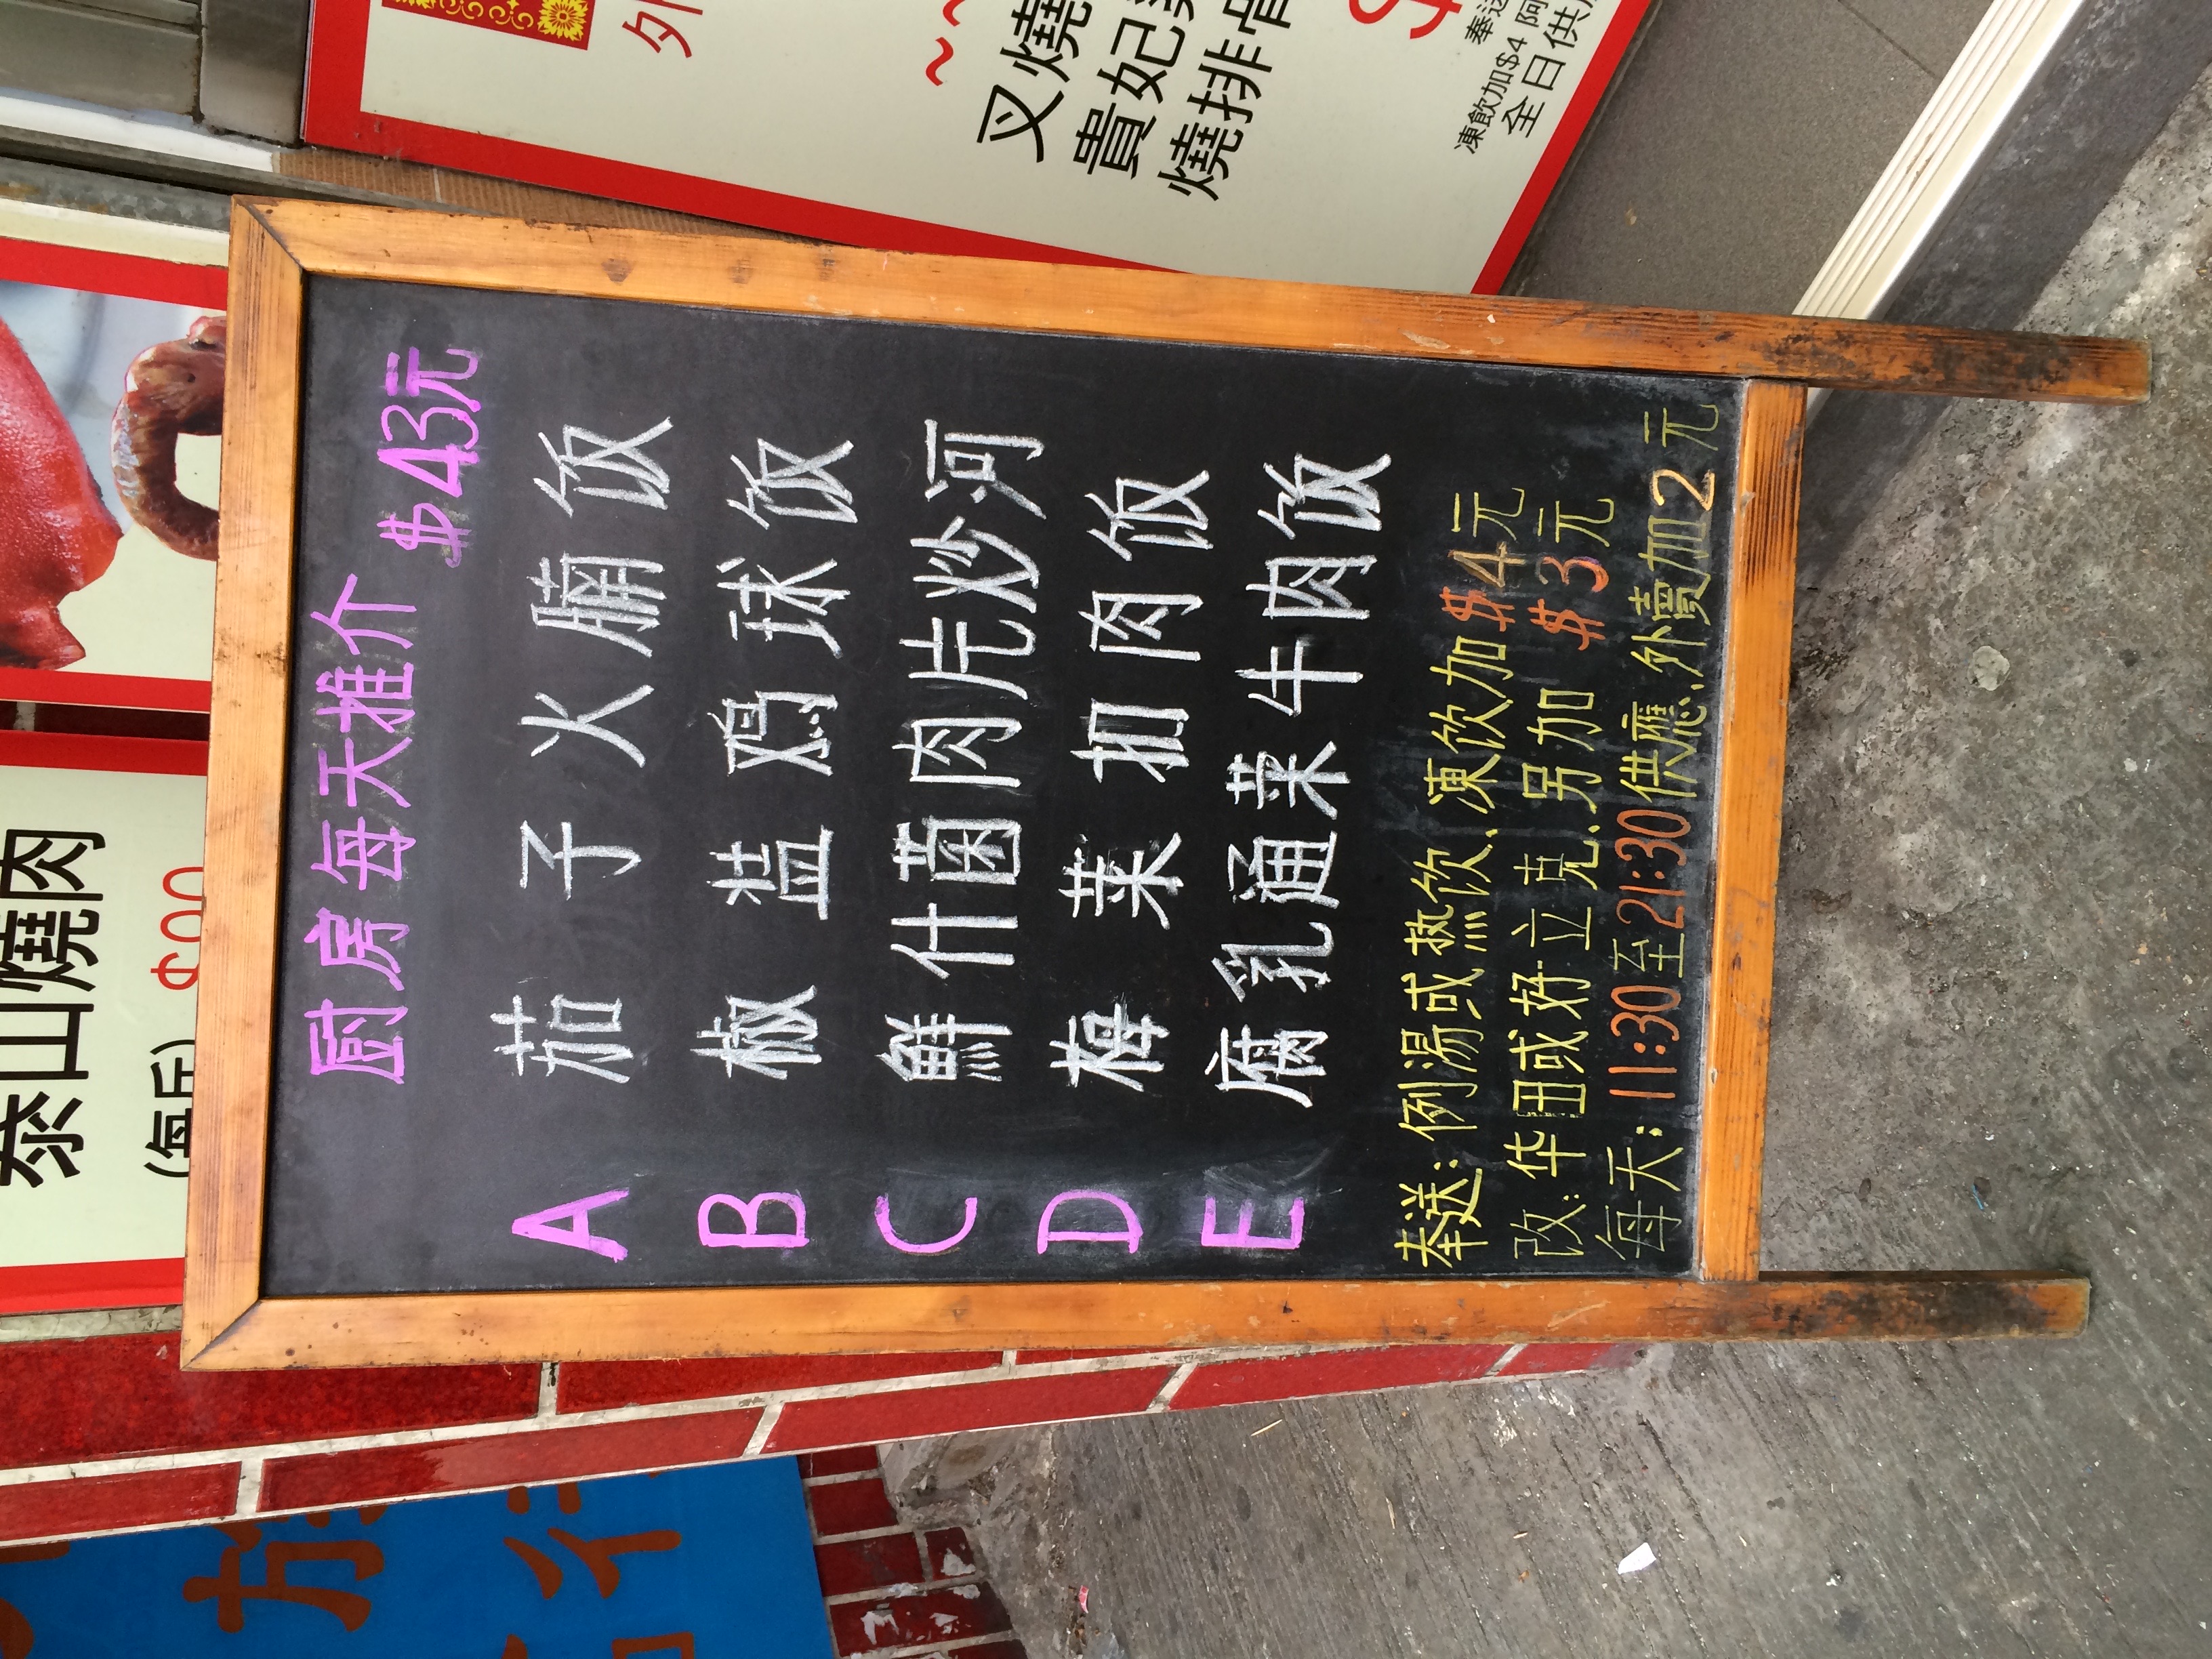 泰山燒肉
(每斤) $90
厨房每天推介
$43元
A 茄子火腩饭
B 椒盐鸡球饭
C 鮮什菌肉片炒河
D 梅菜扣肉饭
E 腐乳通菜牛肉饭
奉送:例湯或热饮.凍饮加$4元
改:华田或好立克.另加 $3元
每天:11:30至21:30供應.外賣加2元
外
~~
叉燒
貴妃
燒排骨
$
奉送
凍飲加$4 阿
全日供